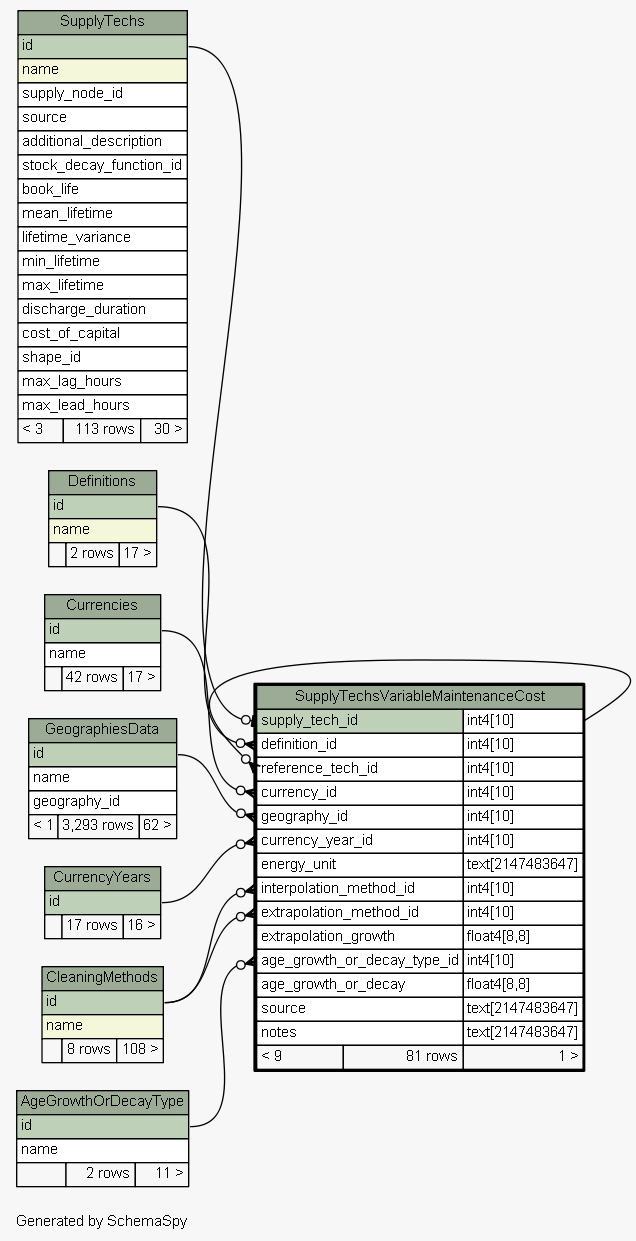 SupplyTechs
id
name
supply_node_id
source
additional_description
stock_decay_function_id
book_life
mean_lifetime
lifetime_variance
min_lifetime
max_lifetime
discharge_duration
cost_of_capital
shape_id
max_lag_hours
max_lead_hours
< 3 113 rows 30 >
Definitions
id
name
2 rows 17 >
Currencies
id
name
42 rows 17 >
GeographiesData
id
name
geography_id
< 1 3,293 rows 62 >
CurrencyYears
id
17 rows 16 >
CleaningMethods
id
name
8 rows 108 >
AgeGrowthOrDecayType
id
name
2 rows 11 >
SupplyTechsVariableMaintenanceCost
supply_tech_id int4[10]
definition_id int4[10]
reference_tech_id int4[10]
currency_id int4[10]
geography_id int4[10]
currency_year_id int4[10]
energy_unit text[2147483647]
interpolation_method_id int4[10]
extrapolation_method_id int4[10]
extrapolation_growth float4[8,8]
age_growth_or_decay_type_id int4[10]
age_growth_or_decay float4[8,8]
source text[2147483647]
notes text[2147483647]
< 9 81 rows 1 >
Generated by SchemaSpy